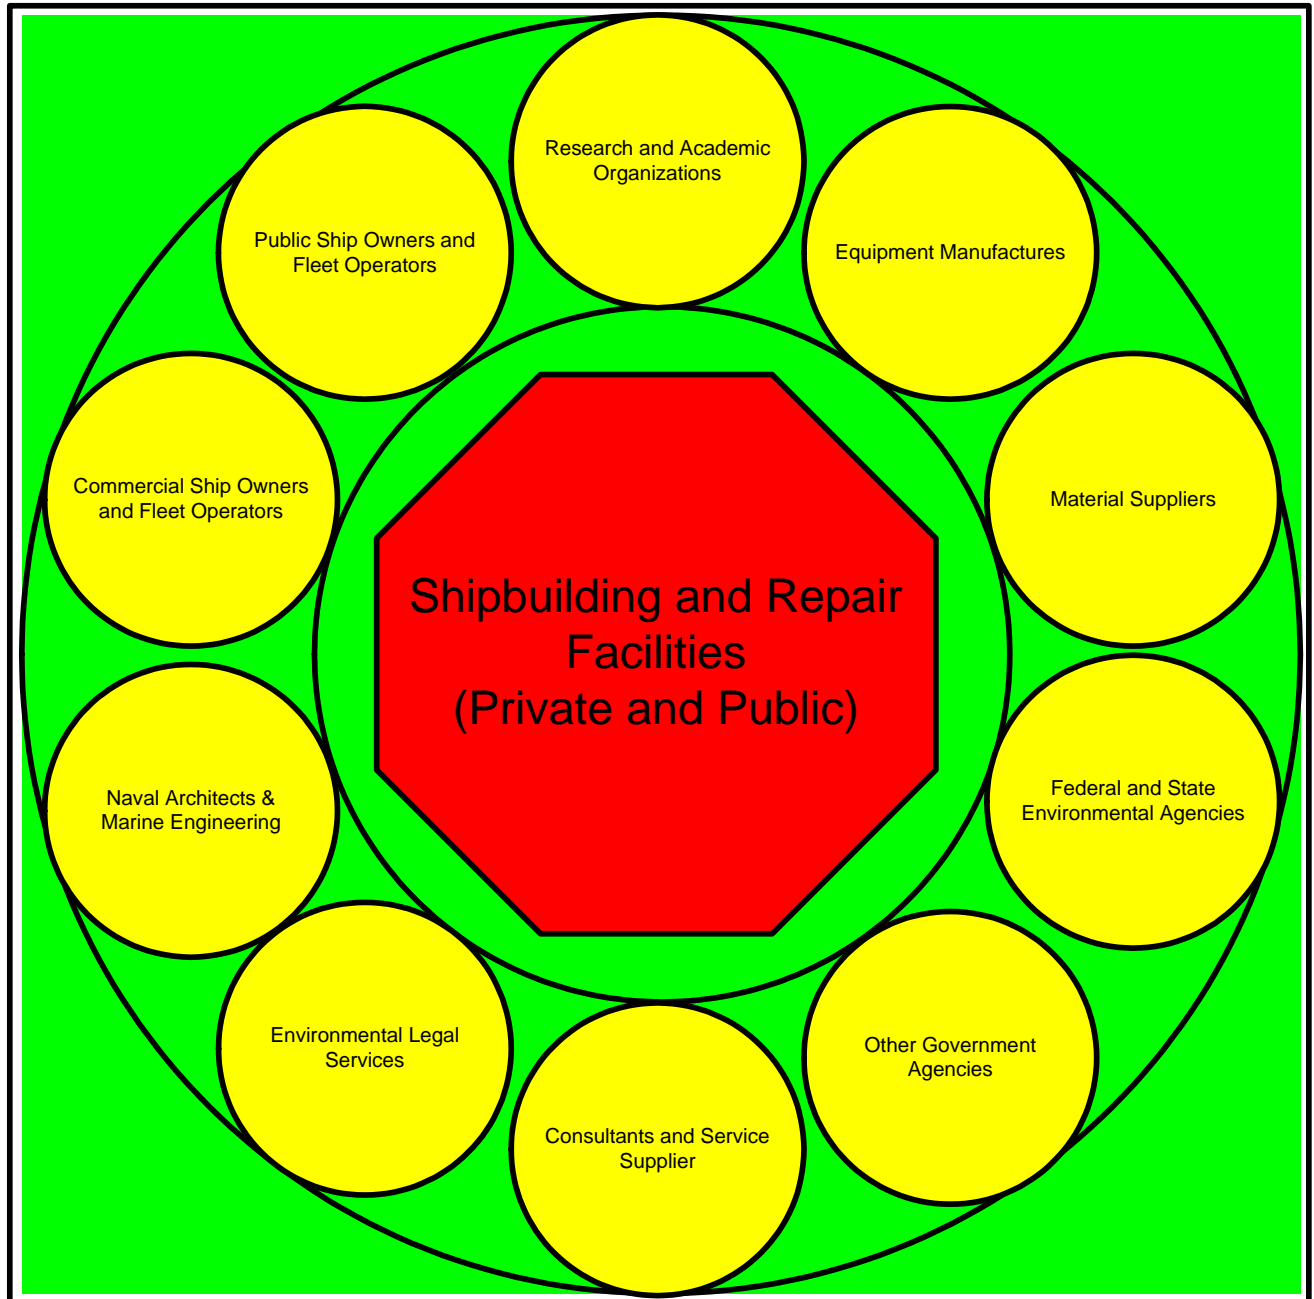 Research and Academic
Organizations
Public Ship Owners and
Fleet Operators
Equipment Manufactures
Commercial Ship Owners
and Fleet Operators
Material Suppliers
Shipbuilding and Repair
Facilities
(Private and Public)
Naval Architects &
Marine Engineering
Federal and State
Environmental Agencies
Environmental Legal
Services
Other Government
Agencies
Consultants and Service
Supplier